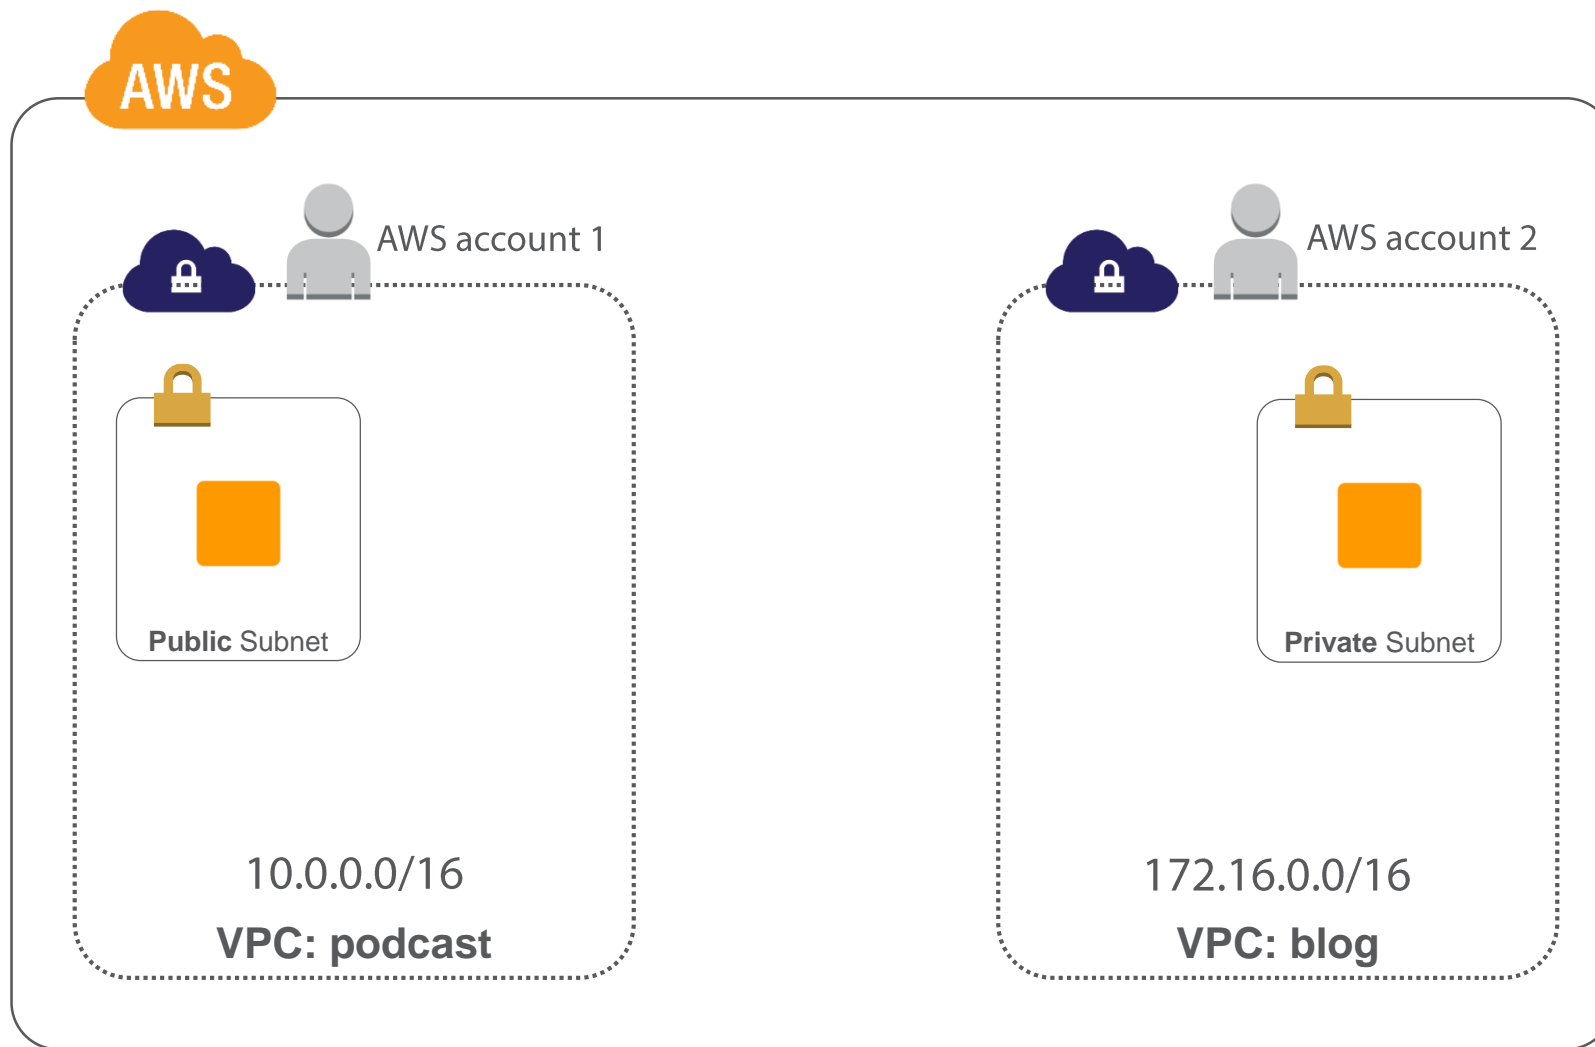 AWS
AWS account 1
AWS account 2
Public Subnet
Private Subnet
10.0.0.0/16
172.16.0.0/16
VPC: podcast
VPC: blog